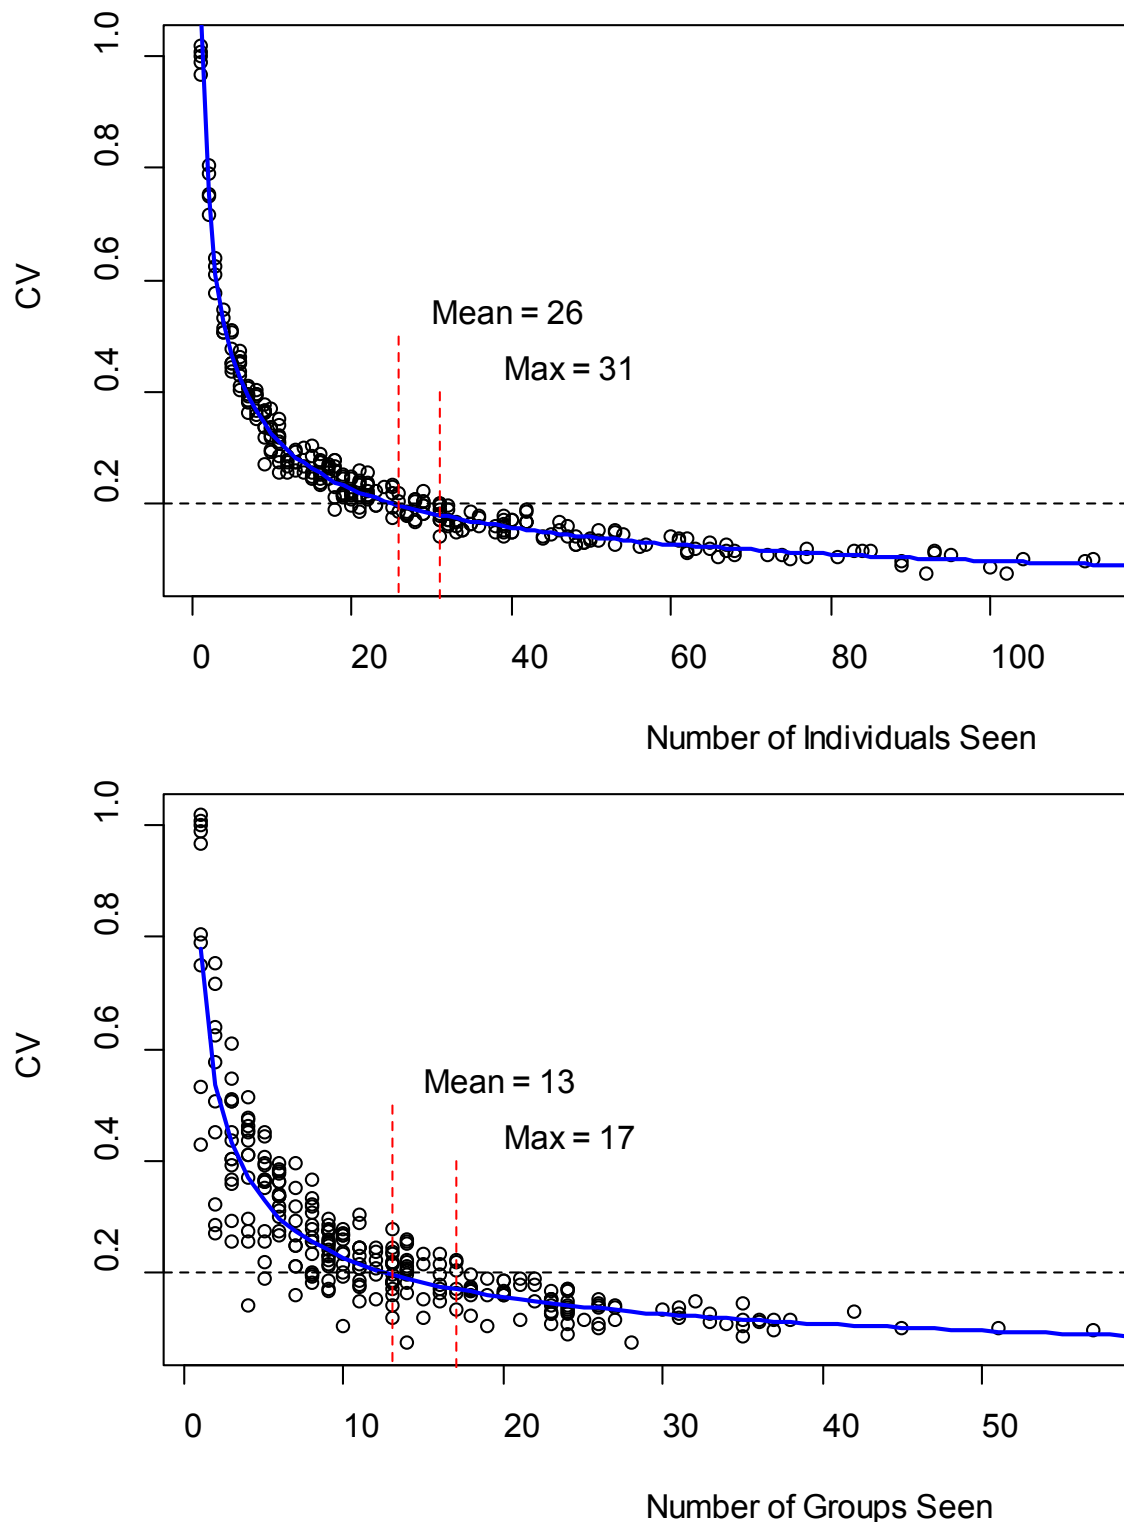 1.0
0.8
0.6
0.4
0.2
CV
Mean = 26
Max = 31
0 20 40 60 80 100
Number of Individuals Seen
1.0
0.8
0.6
0.4
0.2
CV
Mean = 13
Max = 17
0 10 20 30 40 50
Number of Groups Seen